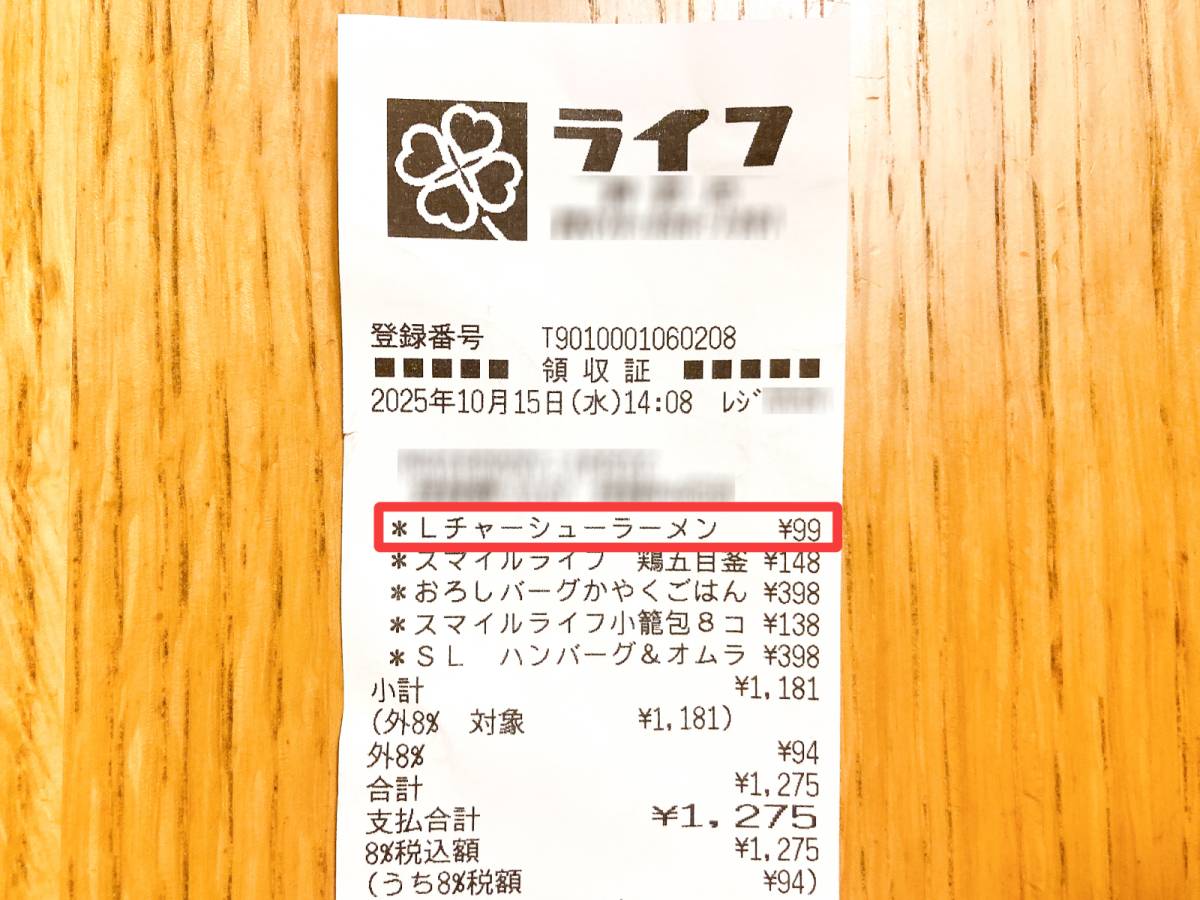 ライフ
登録番号 T9010001060208
■■■■■ 領収証 ■■■■■
2025年10月15日(水)14:08 ﾚｼﾞ
*Lチャーシューラーメン ¥99
*スマイルライフ 鶏五目釜 ¥148
*おろしバーグかやくごはん ¥398
*スマイルライフ小籠包8コ ¥138
*SL ハンバーグ&オムラ ¥398
小計 ¥1,181
(外8% 対象 ¥1,181)
外8% ¥94
合計 ¥1,275
支払合計 ¥1,275
8%税込額 ¥1,275
(うち8%税額 ¥94)